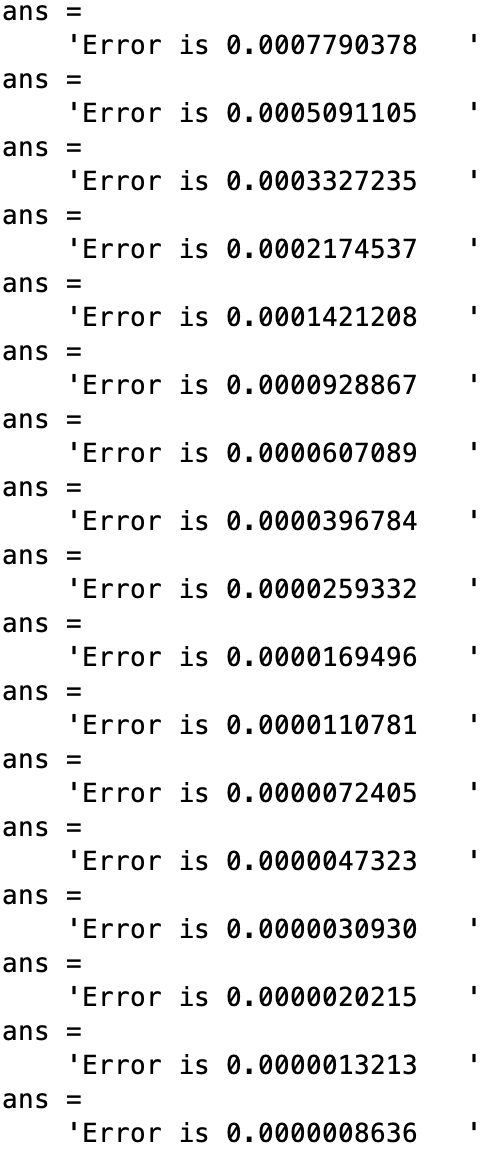 ans =
    'Error is 0.0007790378    '
ans =
    'Error is 0.0005091105    '
ans =
    'Error is 0.0003327235    '
ans =
    'Error is 0.0002174537    '
ans =
    'Error is 0.0001421208    '
ans =
    'Error is 0.0000928867    '
ans =
    'Error is 0.0000607089    '
ans =
    'Error is 0.0000396784    '
ans =
    'Error is 0.0000259332    '
ans =
    'Error is 0.0000169496    '
ans =
    'Error is 0.0000110781    '
ans =
    'Error is 0.0000072405    '
ans =
    'Error is 0.0000047323    '
ans =
    'Error is 0.0000030930    '
ans =
    'Error is 0.0000020215    '
ans =
    'Error is 0.0000013213    '
ans =
    'Error is 0.0000008636    '